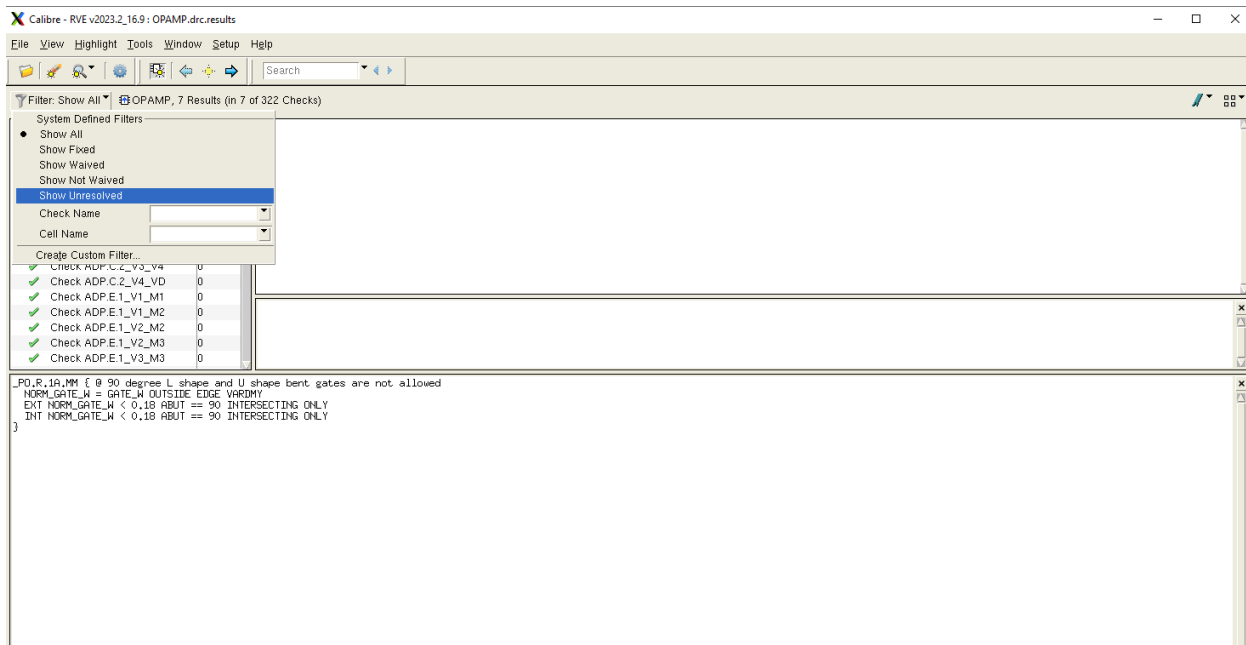 Calibre - RVE v2023.2_16.9 : OPAMP.drc.results
File View Highlight Tools Window Setup Help
Search
Filter: Show All OPAMP, 7 Results (in 7 of 322 Checks)
System Defined Filters
Show All
Show Fixed
Show Waived
Show Not Waived
Show Unresolved
Check Name
Cell Name
Create Custom Filter...
Check ADP.C.2_V3_V4 0
Check ADP.C.2_V4_VD 0
Check ADP.E.1_V1_M1 0
Check ADP.E.1_V1_M2 0
Check ADP.E.1_V2_M2 0
Check ADP.E.1_V2_M3 0
Check ADP.E.1_V3_M3 0
_PO.R.1A.MM { @ 90 degree L shape and U shape bent gates are not allowed
NORM_GATE_W = GATE_W OUTSIDE EDGE VARDMY
EXT NORM_GATE_W < 0.18 ABUT == 90 INTERSECTING ONLY
INT NORM_GATE_W < 0.18 ABUT == 90 INTERSECTING ONLY
}